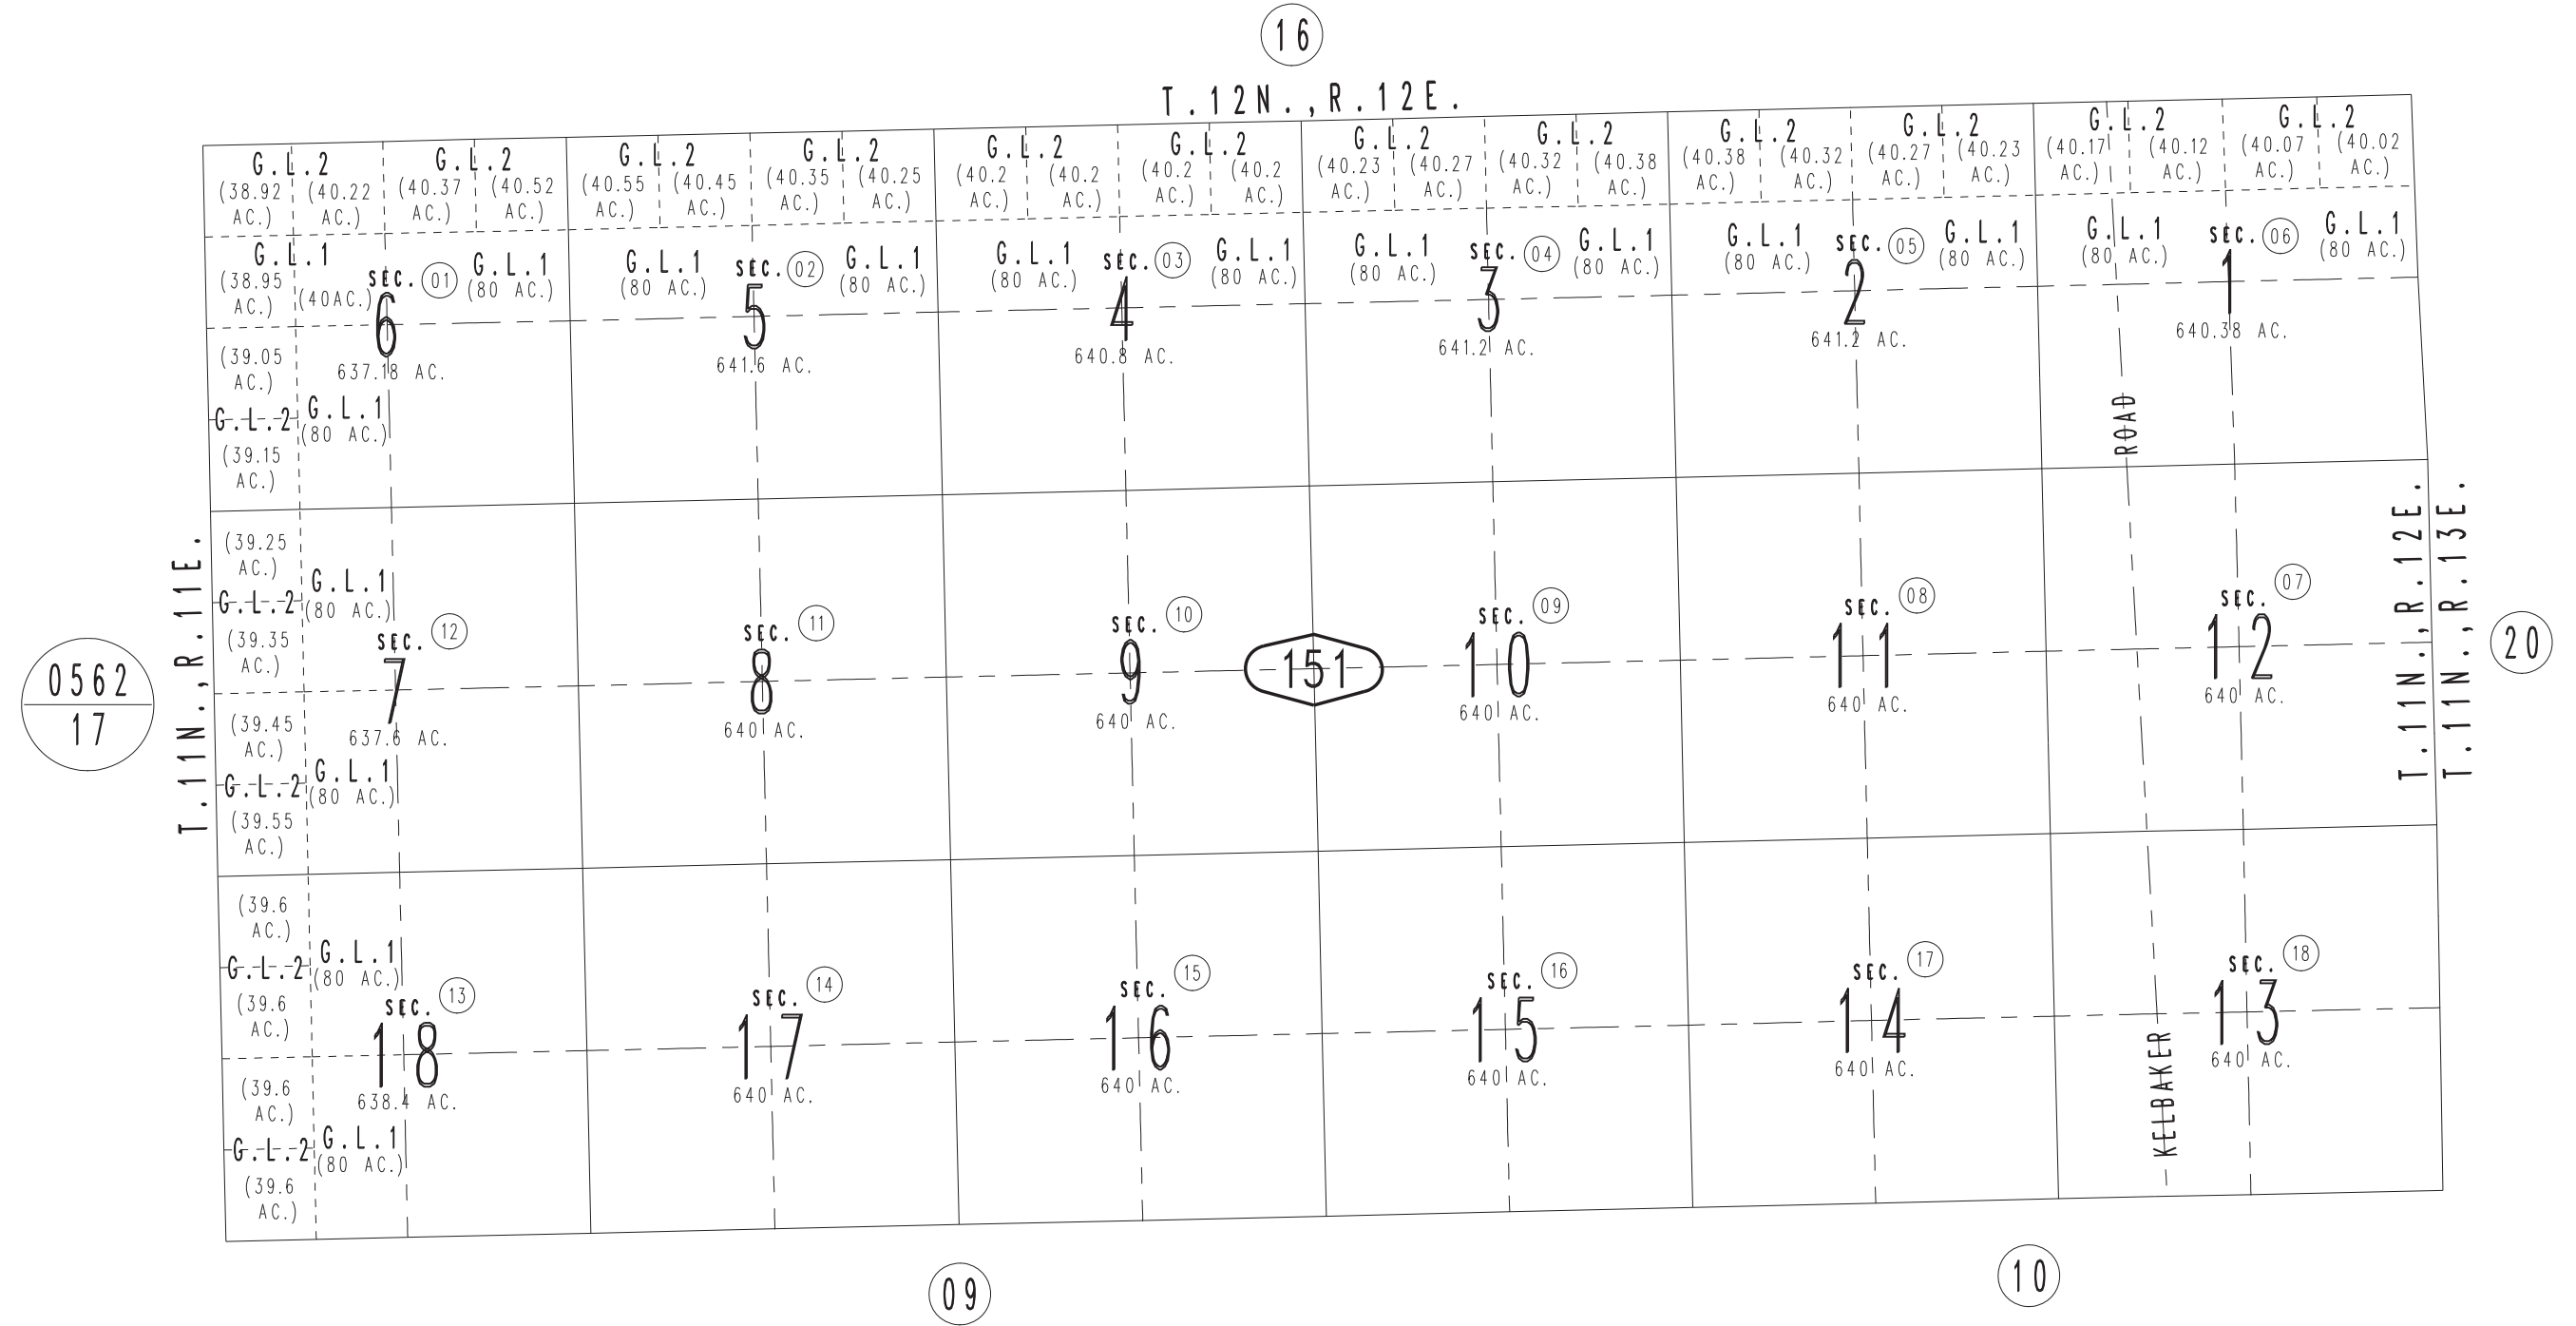 16
T.12N.,R.12E.
G.L.2 G.L.2 G.L.2 G.L.2 G.L.2 G.L.2 G.L.2 G.L.2 G.L.2 G.L.2 G.L.2 G.L.2
(38.92 AC.) (40.22 AC.) (40.37 AC.) (40.52 AC.) (40.55 AC.) (40.45 AC.) (40.35 AC.) (40.25 AC.) (40.2 AC.) (40.2 AC.) (40.2 AC.) (40.2 AC.) (40.23 AC.) (40.27 AC.) (40.32 AC.) (40.38 AC.) (40.38 AC.) (40.32 AC.) (40.27 AC.) (40.23 AC.) (40.17 AC.) (40.12 AC.) (40.07 AC.) (40.02 AC.)
G.L.1
(38.95 AC.)
(40AC.)
SEC. 01
6
637.18 AC.
G.L.1
(80 AC.)
(39.05 AC.)
G.L.2
(39.15 AC.)
G.L.1
(80 AC.)
G.L.1
(80 AC.)
SEC. 02
5
641.6 AC.
G.L.1
(80 AC.)
G.L.1
(80 AC.)
SEC. 03
4
640.8 AC.
G.L.1
(80 AC.)
G.L.1
(80 AC.)
SEC. 04
3
641.2 AC.
G.L.1
(80 AC.)
G.L.1
(80 AC.)
SEC. 05
2
641.2 AC.
G.L.1
(80 AC.)
G.L.1
(80 AC.)
SEC. 06
1
640.38 AC.
G.L.1
(80 AC.)
ROAD
T.11N.,R.11E.
0562
17
(39.25 AC.)
G.L.2
(39.35 AC.)
G.L.1
(80 AC.)
SEC. 12
7
637.6 AC.
(39.45 AC.)
G.L.2
(39.55 AC.)
G.L.1
(80 AC.)
SEC. 11
8
640 AC.
SEC. 10
9
640 AC.
151
SEC. 09
10
640 AC.
SEC. 08
11
640 AC.
SEC. 07
12
640 AC.
T.11N.,R.12E.
T.11N.,R.13E.
20
(39.6 AC.)
G.L.2
(39.6 AC.)
G.L.1
(80 AC.)
SEC. 13
18
638.4 AC.
(39.6 AC.)
G.L.2
(39.6 AC.)
G.L.1
(80 AC.)
SEC. 14
17
640 AC.
SEC. 15
16
640 AC.
SEC. 16
15
640 AC.
SEC. 17
14
640 AC.
KELBAKER
SEC. 18
13
640 AC.
09
10